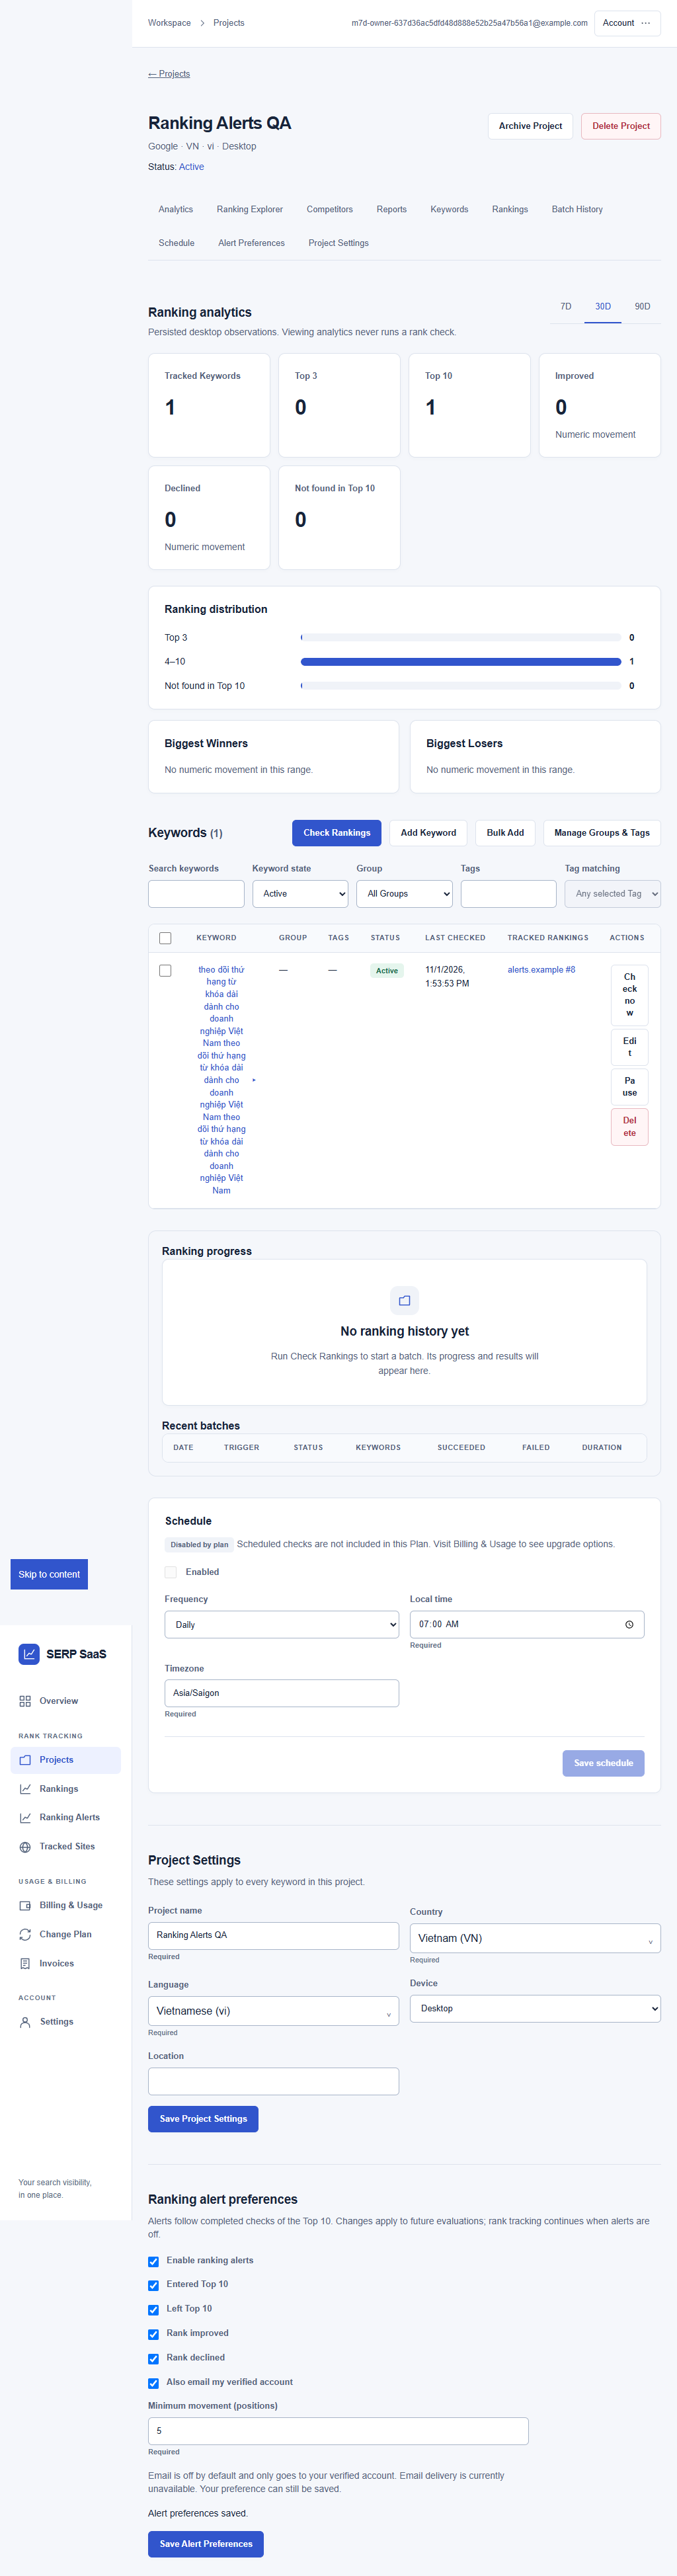 Workspace > Projects
m7d-owner-637d36ac5dfd48d888e52b25a47b56a1@example.com
Account ···
← Projects
Ranking Alerts QA
Archive Project
Delete Project
Google · VN · vi · Desktop
Status: Active
Analytics
Ranking Explorer
Competitors
Reports
Keywords
Rankings
Batch History
Schedule
Alert Preferences
Project Settings
Ranking analytics
7D
30D
90D
Persisted desktop observations. Viewing analytics never runs a rank check.
Tracked Keywords
1
Top 3
0
Top 10
1
Improved
0
Numeric movement
Declined
0
Numeric movement
Not found in Top 10
0
Ranking distribution
Top 3
0
4–10
1
Not found in Top 10
0
Biggest Winners
No numeric movement in this range.
Biggest Losers
No numeric movement in this range.
Keywords (1)
Check Rankings
Add Keyword
Bulk Add
Manage Groups & Tags
Search keywords
Keyword state
Active
Group
All Groups
Tags
Tag matching
Any selected Tag
KEYWORD
GROUP
TAGS
STATUS
LAST CHECKED
TRACKED RANKINGS
ACTIONS
theo dõi thứ
hạng từ
khóa dài
dành cho
doanh
nghiệp Việt
Nam theo
dõi thứ hạng
từ khóa dài
dành cho
doanh
nghiệp Việt
Nam theo
dõi thứ hạng
từ khóa dài
dành cho
doanh
nghiệp Việt
Nam
—
—
Active
11/1/2026,
1:53:53 PM
alerts.example #8
Ch
eck
no
w
Edi
t
Pa
use
Del
ete
Ranking progress
No ranking history yet
Run Check Rankings to start a batch. Its progress and results will
appear here.
Recent batches
DATE
TRIGGER
STATUS
KEYWORDS
SUCCEEDED
FAILED
DURATION
Schedule
Disabled by plan Scheduled checks are not included in this Plan. Visit Billing & Usage to see upgrade options.
Enabled
Frequency
Daily
Local time
07:00 AM
Required
Timezone
Asia/Saigon
Required
Save schedule
Skip to content
SERP SaaS
Overview
RANK TRACKING
Projects
Rankings
Ranking Alerts
Tracked Sites
USAGE & BILLING
Billing & Usage
Change Plan
Invoices
ACCOUNT
Settings
Your search visibility,
in one place.
Project Settings
These settings apply to every keyword in this project.
Project name
Ranking Alerts QA
Required
Country
Vietnam (VN)
Required
Language
Vietnamese (vi)
Required
Device
Desktop
Location
Save Project Settings
Ranking alert preferences
Alerts follow completed checks of the Top 10. Changes apply to future evaluations; rank tracking continues when alerts are
off.
Enable ranking alerts
Entered Top 10
Left Top 10
Rank improved
Rank declined
Also email my verified account
Minimum movement (positions)
5
Required
Email is off by default and only goes to your verified account. Email delivery is currently
unavailable. Your preference can still be saved.
Alert preferences saved.
Save Alert Preferences